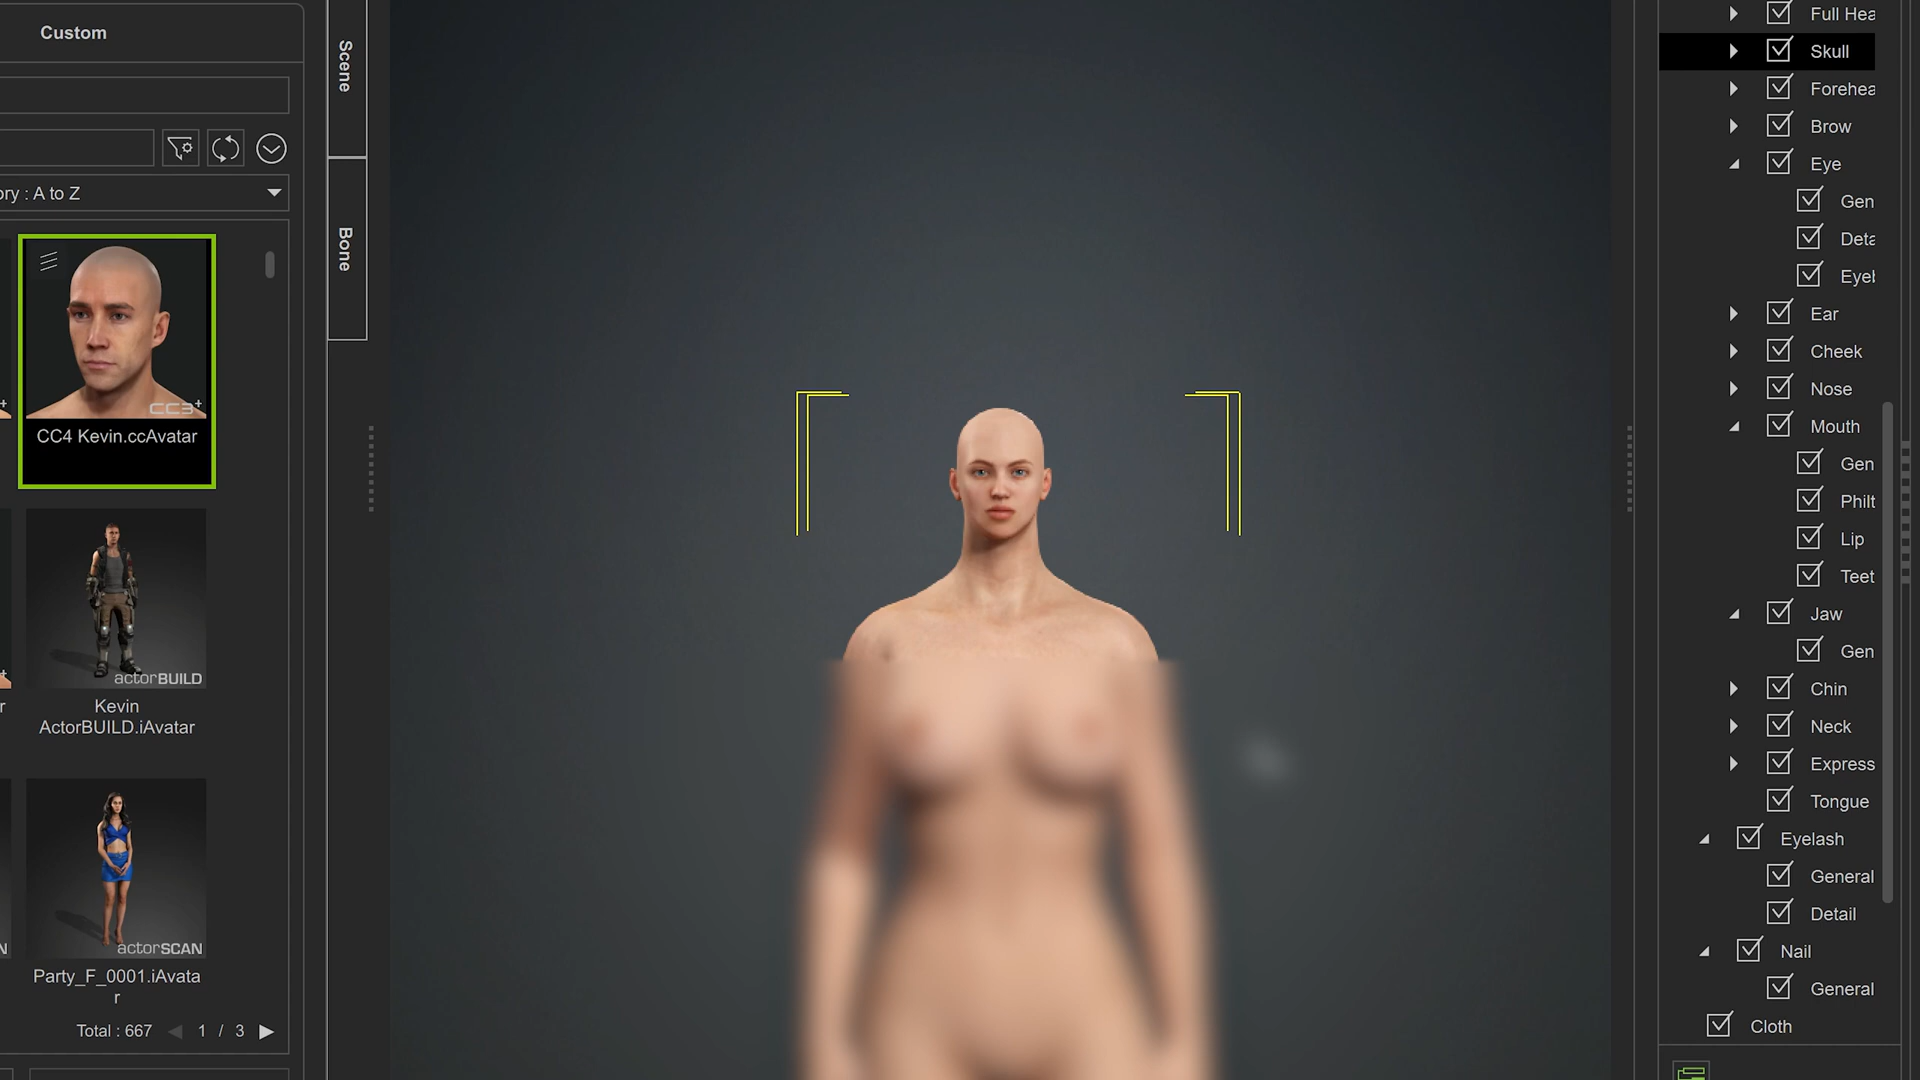 Custom
ory : A to Z
CC3+
CC4 Kevin.ccAvatar
actorBUILD
Kevin
ActorBUILD.iAvatar
actorSCAN
Party_F_0001.iAvata
r
Total : 667
1 / 3
Scene
Bone
Full Hea
Skull
Forehea
Brow
Eye
Gen
Deta
Eyel
Ear
Cheek
Nose
Mouth
Gen
Philt
Lip
Teet
Jaw
Gen
Chin
Neck
Express
Tongue
Eyelash
General
Detail
Nail
General
Cloth